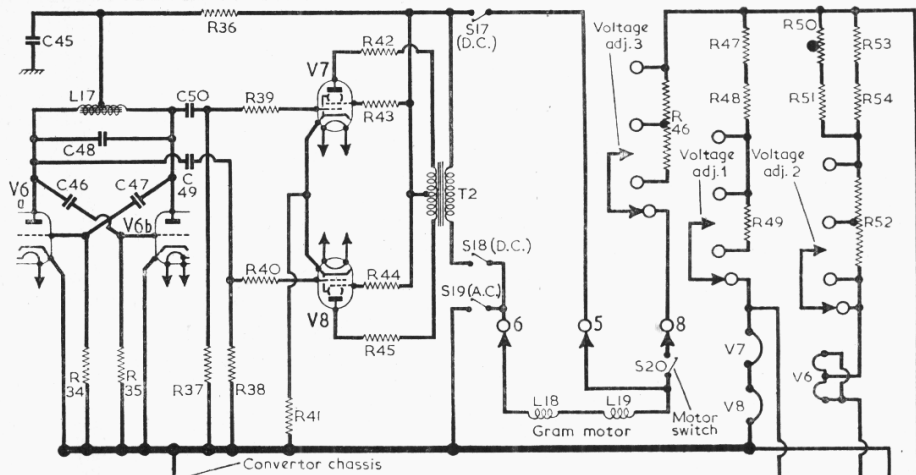 C45
R36
S17
(D.C.)
R42
V7
R39
R43
L17
C50
C48
C
49
V6
a
C46
C47
V6b
T2
Voltage
adj.3
R
46
R47
R48
Voltage
adj.1
R49
R50
R51
R53
R54
Voltage
adj.2
R52
S18 (D.C.)
S19(A.C.)
R40
R44
V8
R45
6
5
8
S20
L18
L19
Gram motor
Motor
switch
V7
V8
V6
R
34
R
35
R37
R38
R41
Convertor chassis